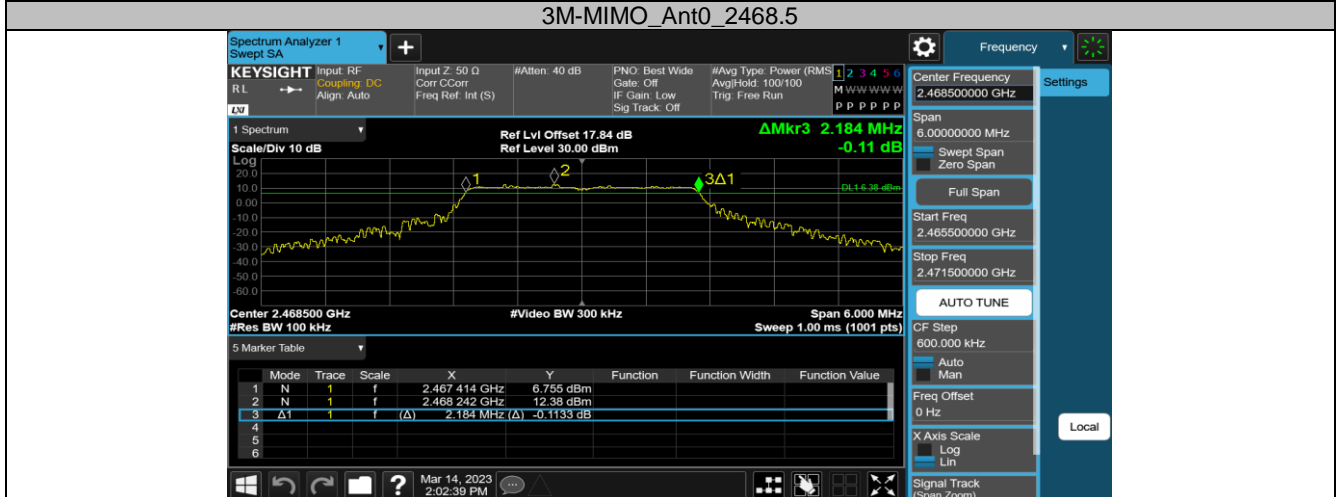 3M-MIMO_Ant0_2468.5
Spectrum Analyzer 1
Swept SA
+
Frequency
KEYSIGHT
RL
LXI
Input: RF
Coupling: DC
Align: Auto
Input Z: 50 Ω
Corr CCorr
Freq Ref: Int (S)
#Atten: 40 dB
PNO: Best Wide
Gate: Off
IF Gain: Low
Sig Track: Off
#Avg Type: Power (RMS
Avg|Hold: 100/100
Trig: Free Run
1 2 3 4 5 6
M W W W W W
P P P P P P
1 Spectrum
Scale/Div 10 dB
Ref Lvl Offset 17.84 dB
Ref Level 30.00 dBm
ΔMkr3 2.184 MHz
-0.11 dB
Log
20.0
10.0
0.00
-10.0
-20.0
-30.0
-40.0
-50.0
-60.0
1
2
3Δ1
DL1 6.38 dBm
Center 2.468500 GHz
#Video BW 300 kHz
Span 6.000 MHz
#Res BW 100 kHz
Sweep 1.00 ms (1001 pts)
5 Marker Table
Mode Trace Scale X Y Function Function Width Function Value
1 N 1 f 2.467 414 GHz 6.755 dBm
2 N 1 f 2.468 242 GHz 12.38 dBm
3 Δ1 1 f (Δ) 2.184 MHz (Δ) -0.1133 dB
4
5
6
Center Frequency
2.468500000 GHz
Settings
Span
6.00000000 MHz
Swept Span
Zero Span
Full Span
Start Freq
2.465500000 GHz
Stop Freq
2.471500000 GHz
AUTO TUNE
CF Step
600.000 kHz
Auto
Man
Freq Offset
0 Hz
X Axis Scale
Log
Lin
Signal Track
(Span Zoom)
Local
?
Mar 14, 2023
2:02:39 PM